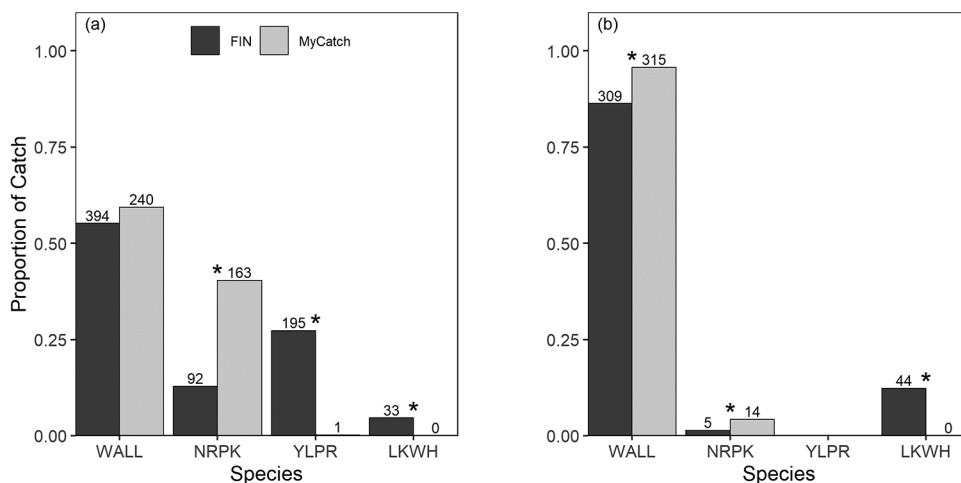 (a)
FIN
MyCatch
Proportion of Catch
1.00
0.75
0.50
0.25
0.00
394
240
92
* 163
195 *
1
33 *
0
WALL NRPK YLPR LKWH
Species
(b)
1.00
0.75
0.50
0.25
0.00
309
* 315
5
* 14
44 *
0
WALL NRPK YLPR LKWH
Species